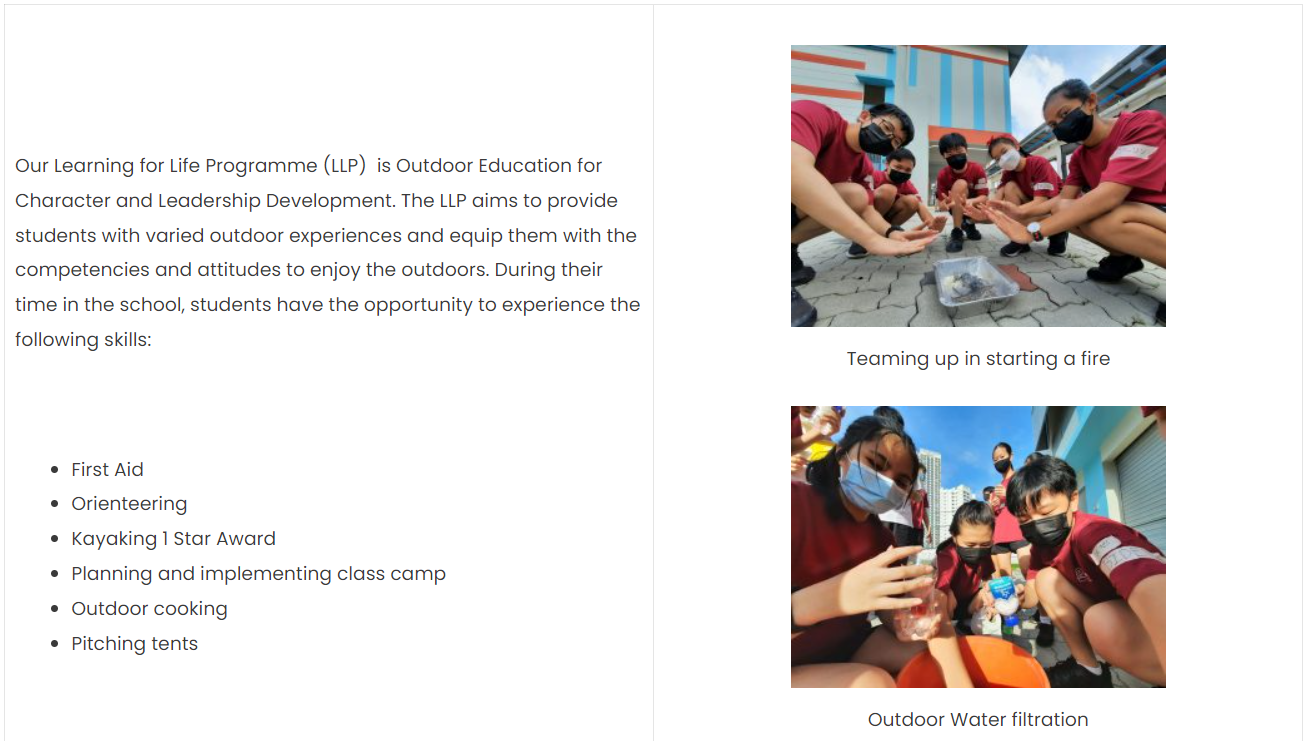 Our Learning for Life Programme (LLP)  is Outdoor Education for
Character and Leadership Development. The LLP aims to provide
students with varied outdoor experiences and equip them with the
competencies and attitudes to enjoy the outdoors. During their
time in the school, students have the opportunity to experience the
following skills:
• First Aid
• Orienteering
• Kayaking 1 Star Award
• Planning and implementing class camp
• Outdoor cooking
• Pitching tents
Teaming up in starting a fire
Outdoor Water filtration